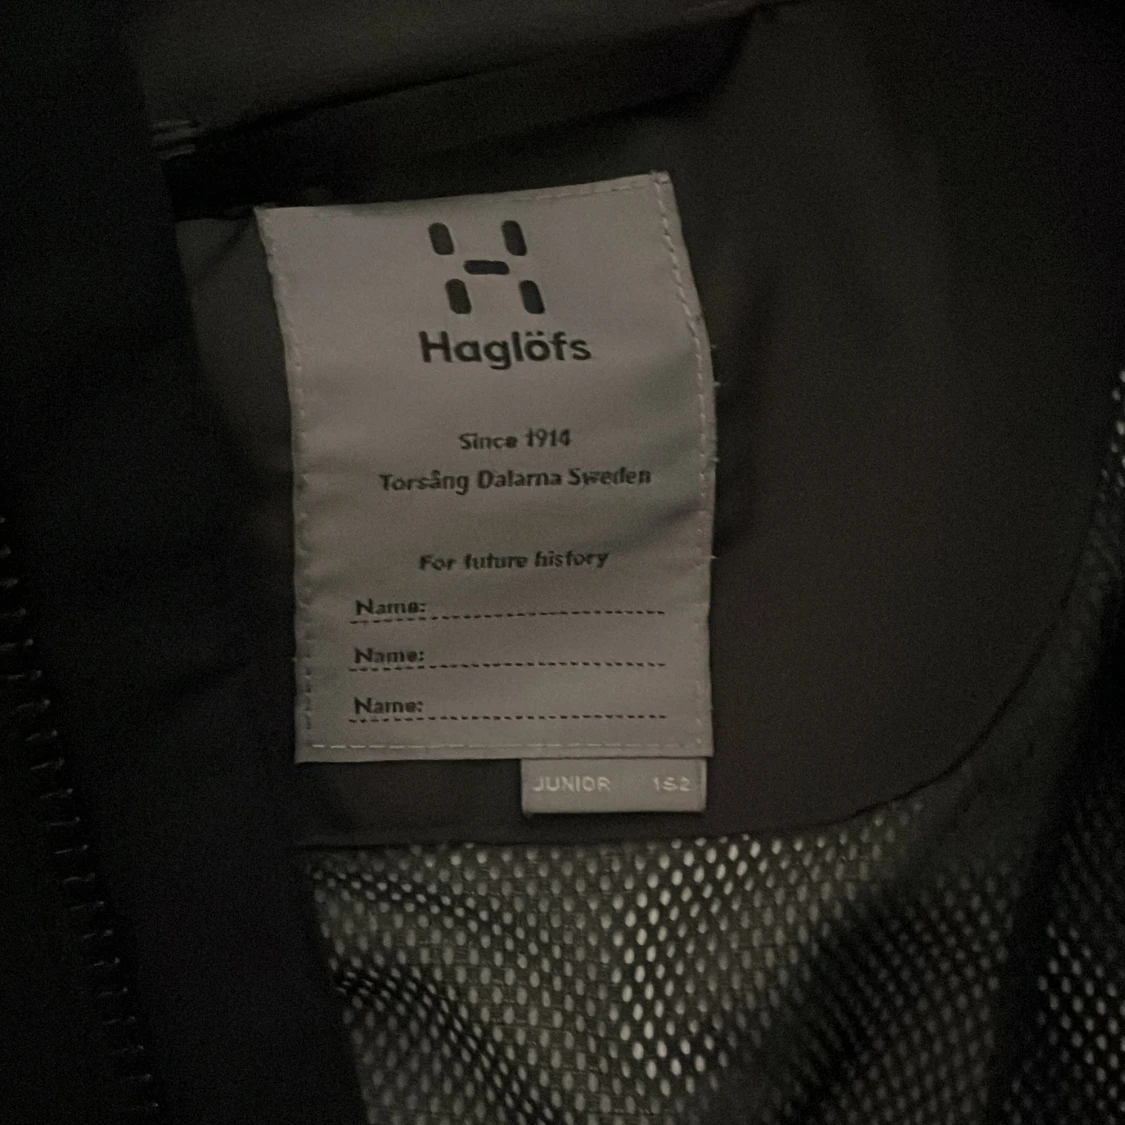 Haglöfs
Since 1914
Torsång Dalarna Sweden
For future history
Name:
Name:
Name:
JUNIOR 152